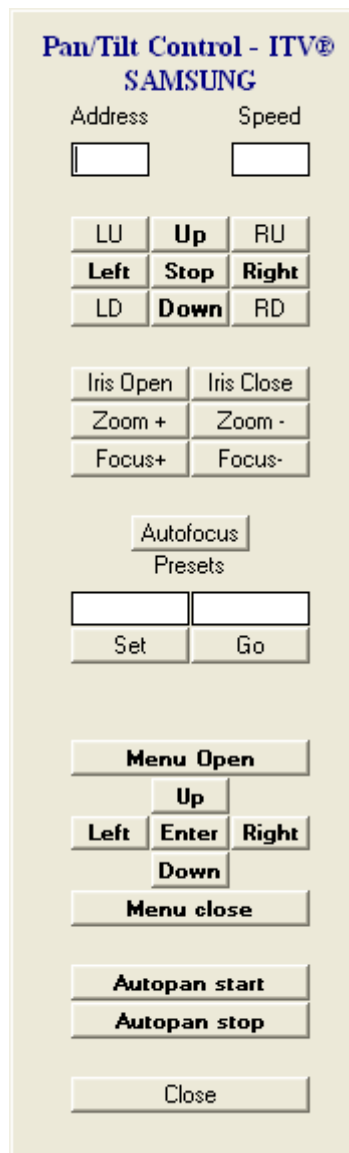 Pan/Tilt Control - ITV®
SAMSUNG
Address Speed
LU Up RU
Left Stop Right
LD Down RD
Iris Open Iris Close
Zoom + Zoom -
Focus+ Focus-
Autofocus
Presets
Set Go
Menu Open
Up
Left Enter Right
Down
Menu close
Autopan start
Autopan stop
Close